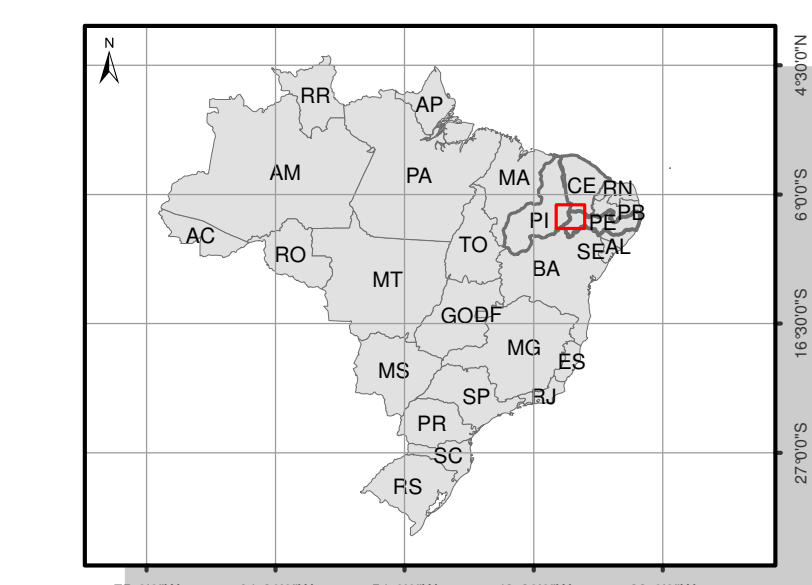 N
4°30'0"N
RR
AP
AM
PA
MA
CE
RN
6°0'0"S
PI
PE
PB
AC
TO
SE
AL
RO
BA
MT
GO
DF
16°30'0"S
MG
ES
MS
SP
RJ
PR
27°0'0"S
SC
RS